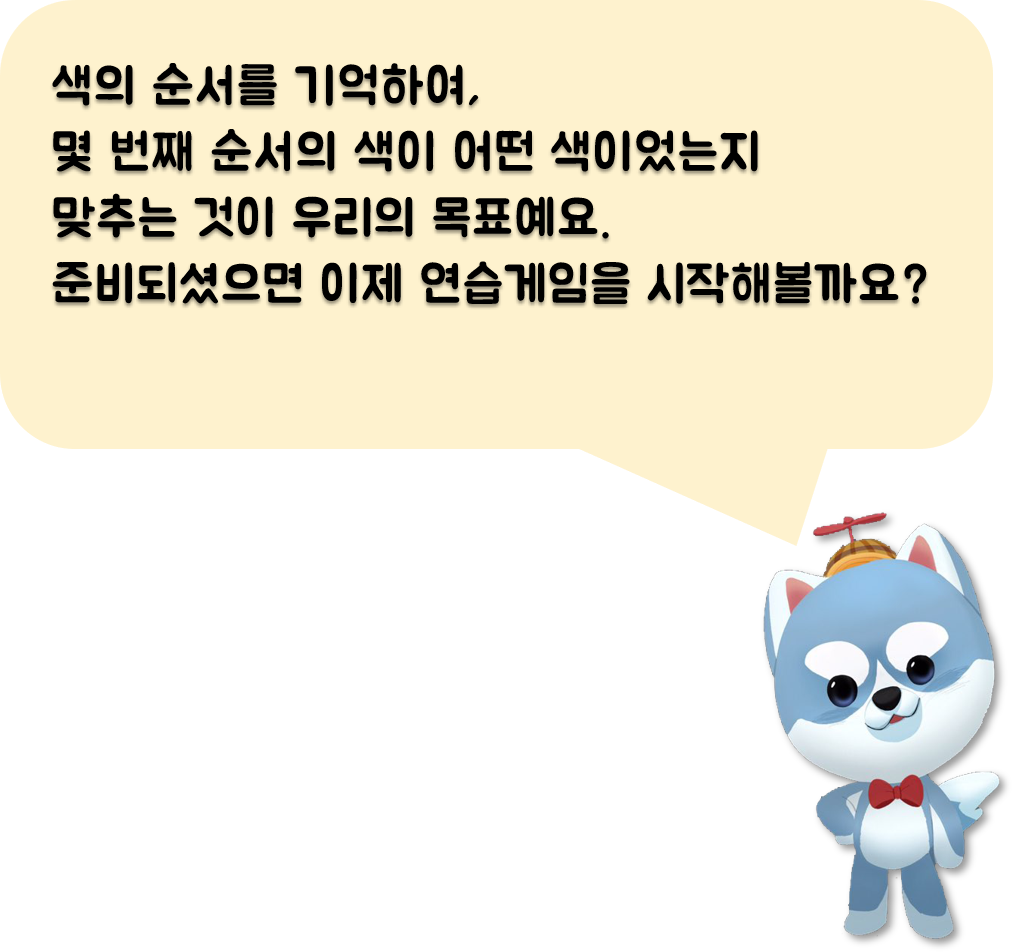 색의 순서를 기억하여,
몇 번째 순서의 색이 어떤 색이었는지
맞추는 것이 우리의 목표예요.
준비되셨으면 이제 연습게임을 시작해볼까요?